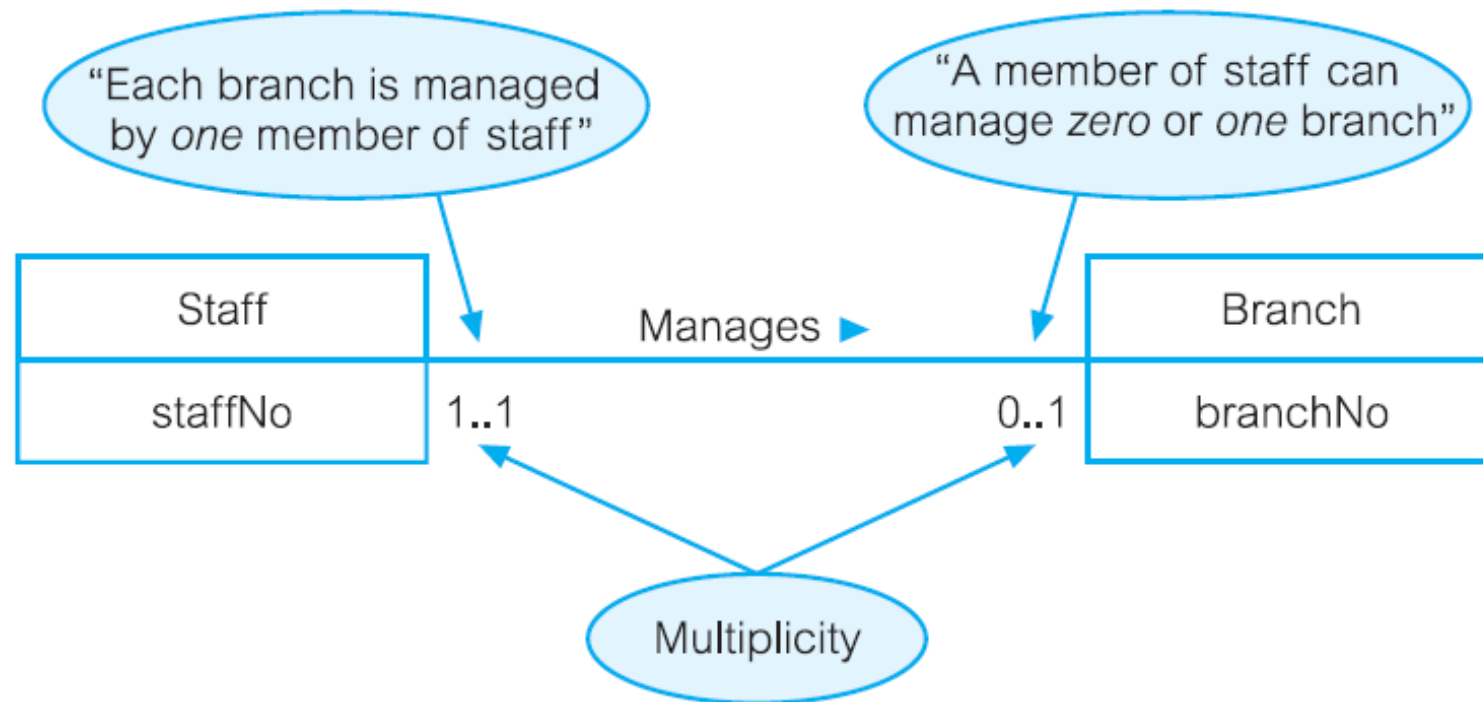 “Each branch is managed
by one member of staff”
“A member of staff can
manage zero or one branch”
Staff
Manages ►
Branch
staffNo
1..1
0..1
branchNo
Multiplicity